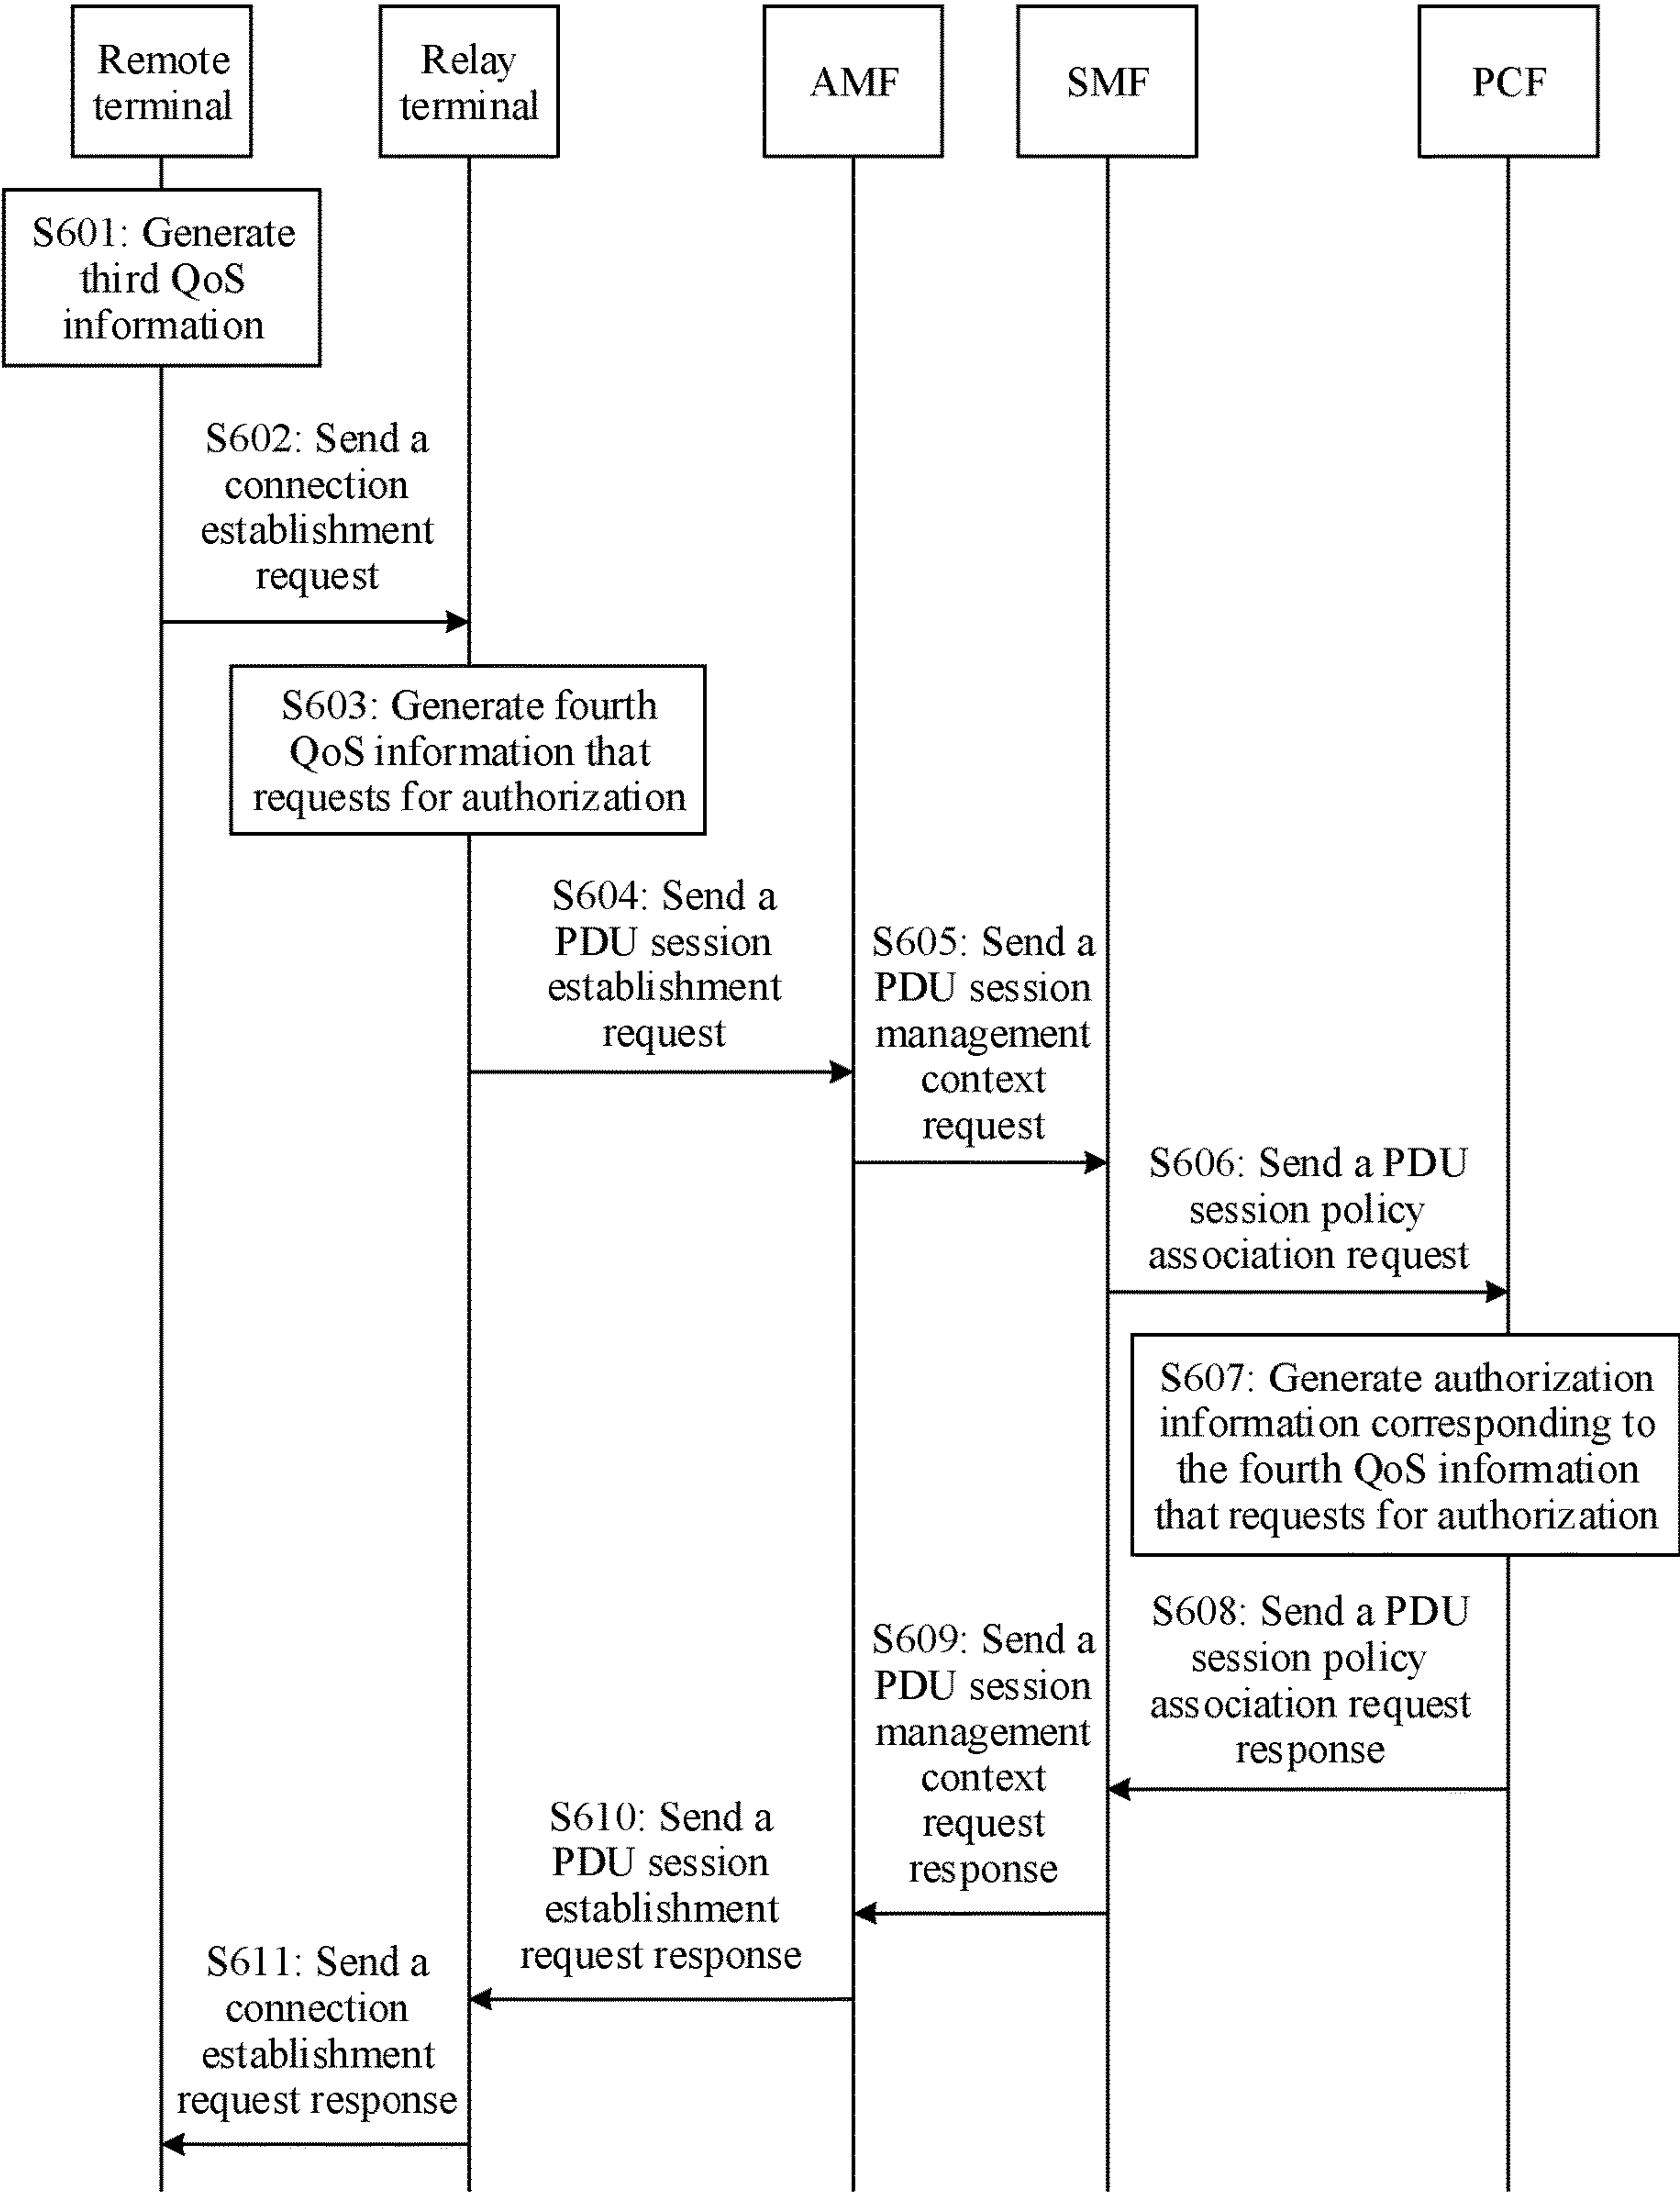 Remote
terminal
Relay
terminal
AMF
SMF
PCF
S601: Generate
third QoS
information
S602: Send a
connection
establishment
request
S603: Generate fourth
QoS information that
requests for authorization
S604: Send a
PDU session
establishment
request
S605: Send a
PDU session
management
context
request
S606: Send a PDU
session policy
association request
S607: Generate authorization
information corresponding to
the fourth QoS information
that requests for authorization
S608: Send a PDU
session policy
association request
response
S609: Send a
PDU session
management
context
request
response
S610: Send a
PDU session
establishment
request response
S611: Send a
connection
establishment
request response